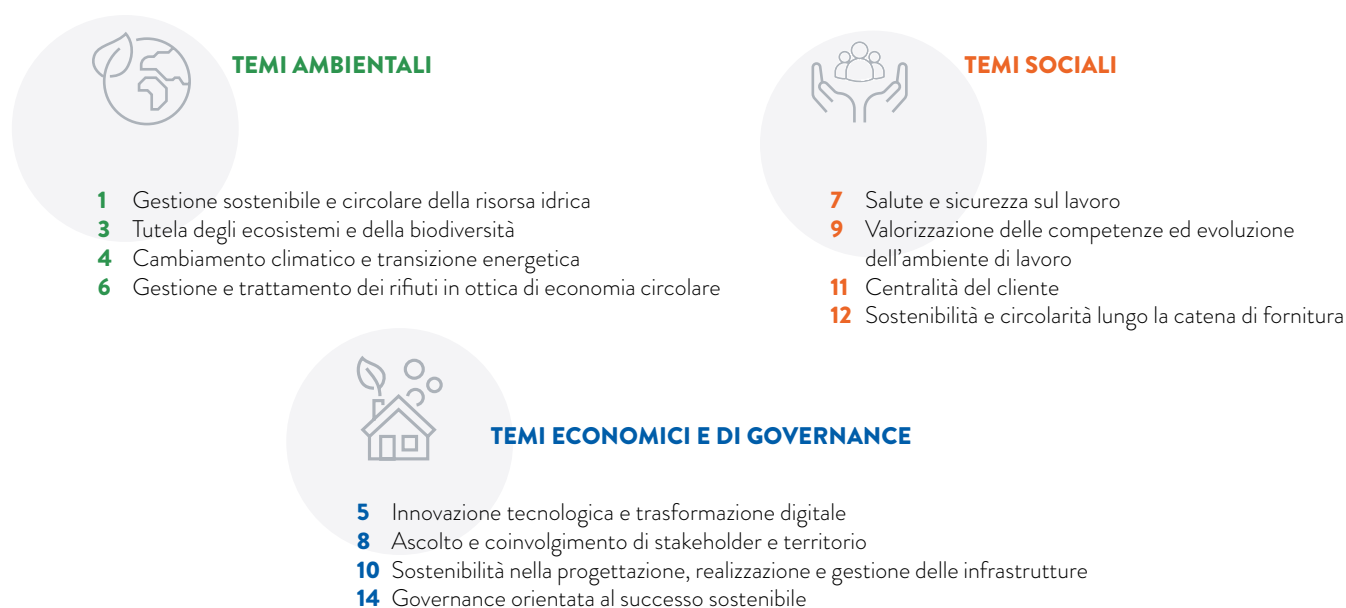 TEMI AMBIENTALI
1 Gestione sostenibile e circolare della risorsa idrica
3 Tutela degli ecosistemi e della biodiversità
4 Cambiamento climatico e transizione energetica
6 Gestione e trattamento dei rifiuti in ottica di economia circolare
TEMI SOCIALI
7 Salute e sicurezza sul lavoro
9 Valorizzazione delle competenze ed evoluzione
dell’ambiente di lavoro
11 Centralità del cliente
12 Sostenibilità e circolarità lungo la catena di fornitura
TEMI ECONOMICI E DI GOVERNANCE
5 Innovazione tecnologica e trasformazione digitale
8 Ascolto e coinvolgimento di stakeholder e territorio
10 Sostenibilità nella progettazione, realizzazione e gestione delle infrastrutture
14 Governance orientata al successo sostenibile